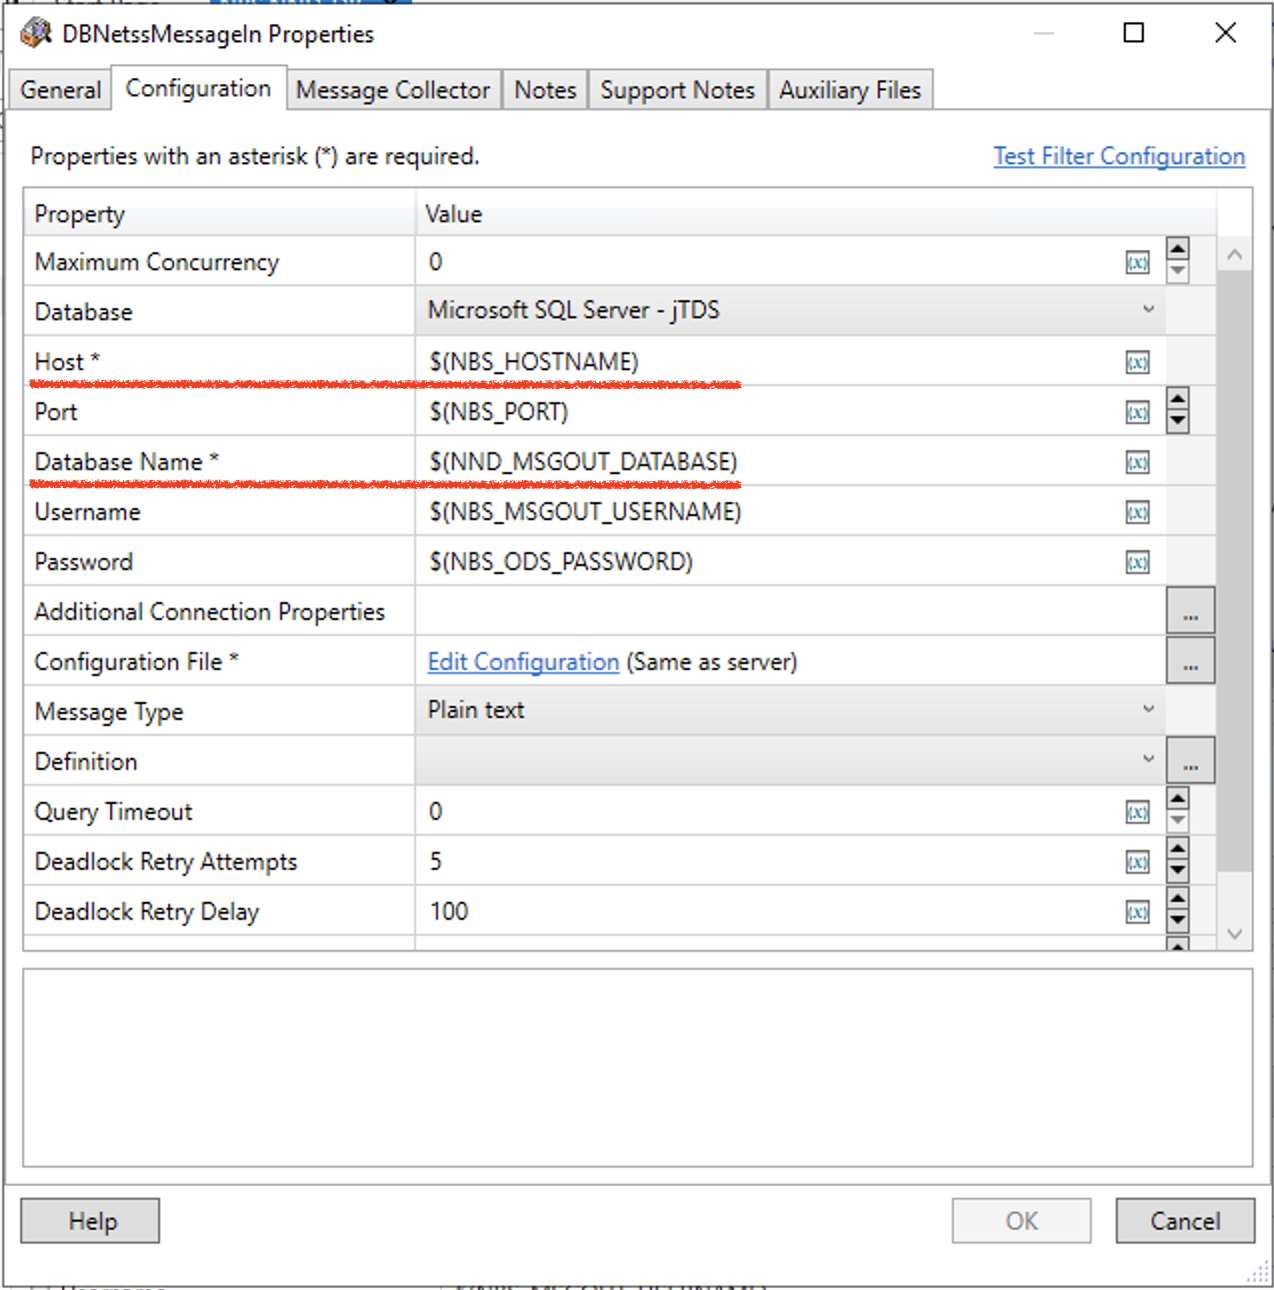 DBNetssMessageIn Properties
General Configuration Message Collector Notes Support Notes Auxiliary Files
Properties with an asterisk (*) are required. Test Filter Configuration
Property Value
Maximum Concurrency 0
Database Microsoft SQL Server - jTDS
Host * $(NBS_HOSTNAME)
Port $(NBS_PORT)
Database Name * $(NND_MSGOUT_DATABASE)
Username $(NBS_MSGOUT_USERNAME)
Password $(NBS_ODS_PASSWORD)
Additional Connection Properties ...
Configuration File * Edit Configuration (Same as server) ...
Message Type Plain text
Definition ...
Query Timeout 0
Deadlock Retry Attempts 5
Deadlock Retry Delay 100
Help OK Cancel